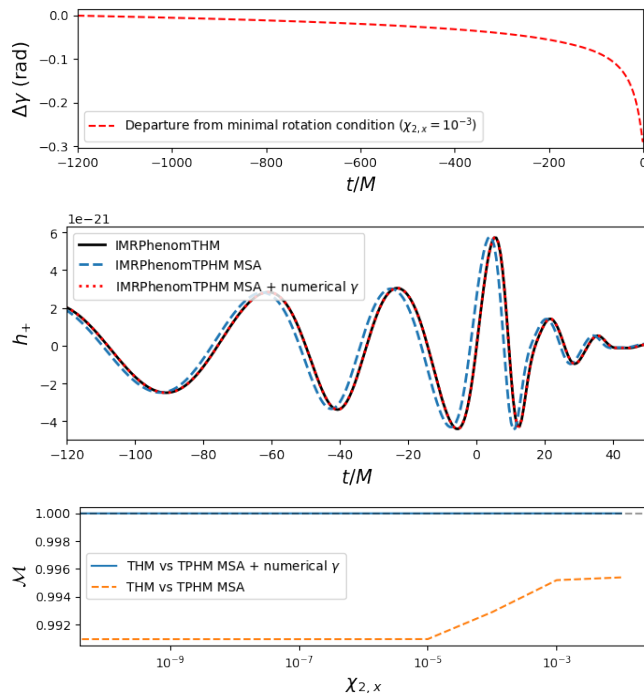 0.0
−0.1
−0.2
−0.3
Δγ (rad)
Departure from minimal rotation condition (χ2,x = 10−3)
−1200 −1000 −800 −600 −400 −200 0
t/M
1e−21
6
4
2
0
−2
−4
h+
IMRPhenomTHM
IMRPhenomTPHM MSA
IMRPhenomTPHM MSA + numerical γ
−120 −100 −80 −60 −40 −20 0 20 40
t/M
1.000
0.998
0.996
0.994
0.992
ℳ
THM vs TPHM MSA + numerical γ
THM vs TPHM MSA
10−9 10−7 10−5 10−3
χ2, x